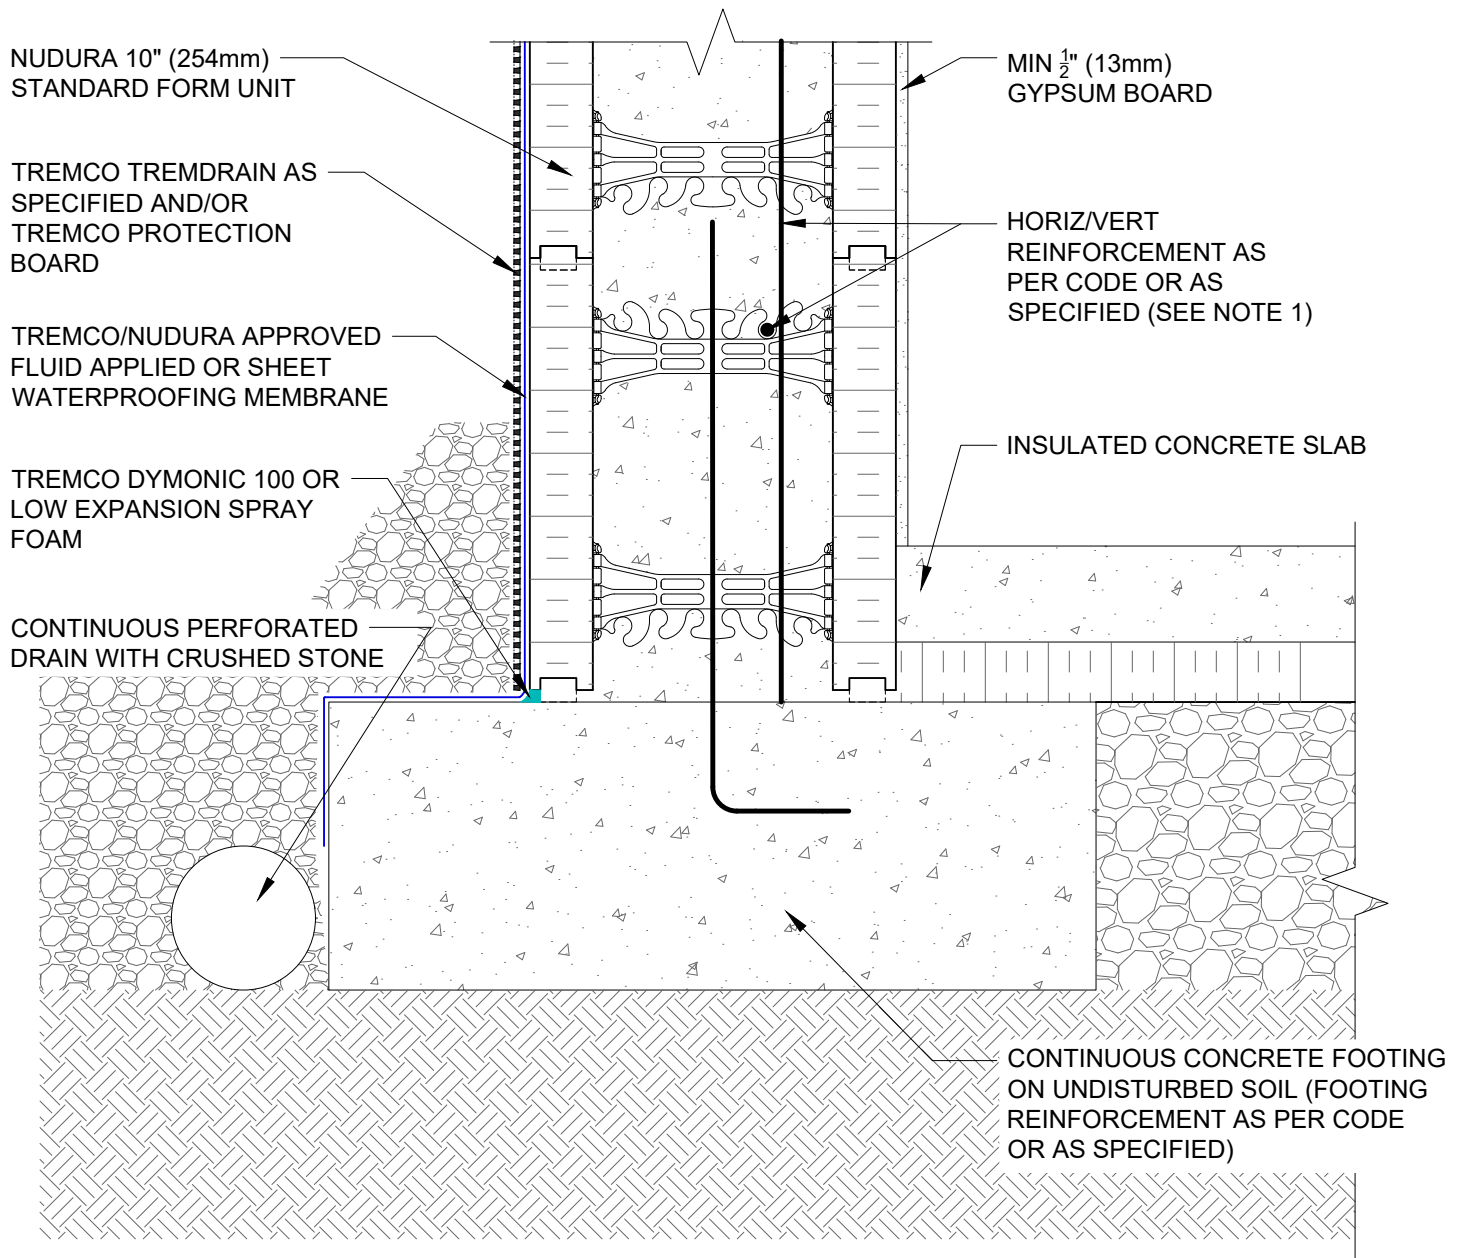 NUDURA 10" (254mm)
STANDARD FORM UNIT
TREMCO TREMDRAIN AS
SPECIFIED AND/OR
TREMCO PROTECTION
BOARD
TREMCO/NUDURA APPROVED
FLUID APPLIED OR SHEET
WATERPROOFING MEMBRANE
TREMCO DYMONIC 100 OR
LOW EXPANSION SPRAY
FOAM
CONTINUOUS PERFORATED
DRAIN WITH CRUSHED STONE
MIN 1/2" (13mm)
GYPSUM BOARD
HORIZ/VERT
REINFORCEMENT AS
PER CODE OR AS
SPECIFIED (SEE NOTE 1)
INSULATED CONCRETE SLAB
CONTINUOUS CONCRETE FOOTING
ON UNDISTURBED SOIL (FOOTING
REINFORCEMENT AS PER CODE
OR AS SPECIFIED)